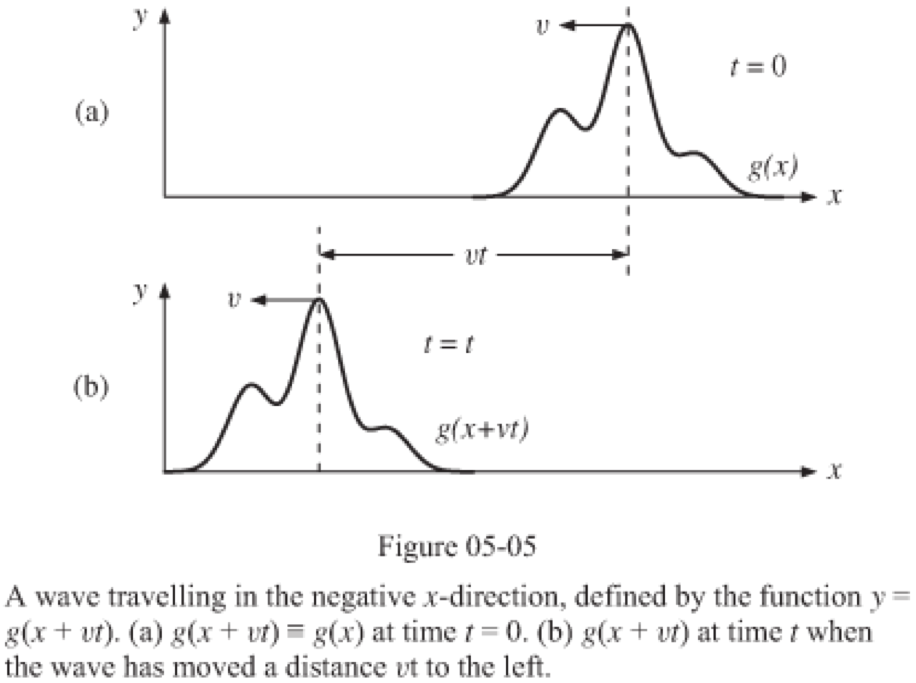 y
v
t = 0
(a)
g(x)
x
vt
y
v
t = t
(b)
g(x+vt)
x
Figure 05-05
A wave travelling in the negative x-direction, defined by the function y =
g(x + vt). (a) g(x + vt) ≡ g(x) at time t = 0. (b) g(x + vt) at time t when
the wave has moved a distance vt to the left.